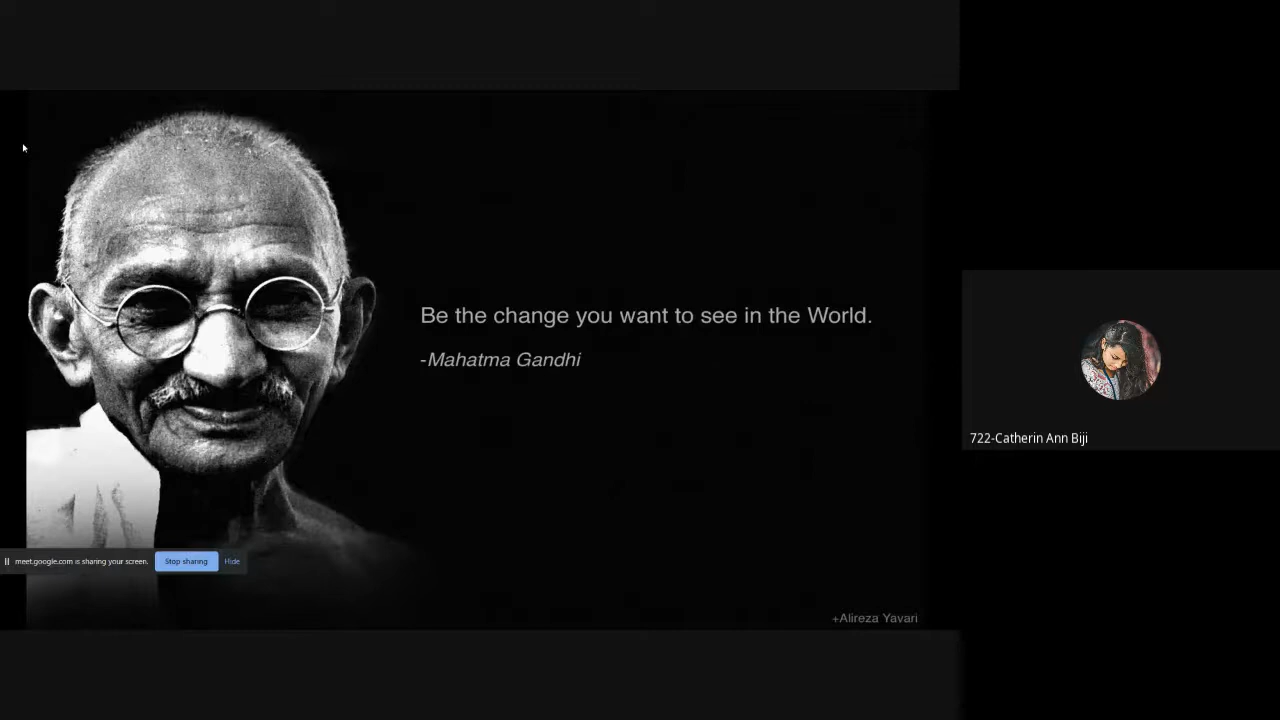 Be the change you want to see in the World.
-Mahatma Gandhi
722-Catherin Ann Biji
meet.google.com is sharing your screen. Stop sharing Hide
+Alireza Yavari